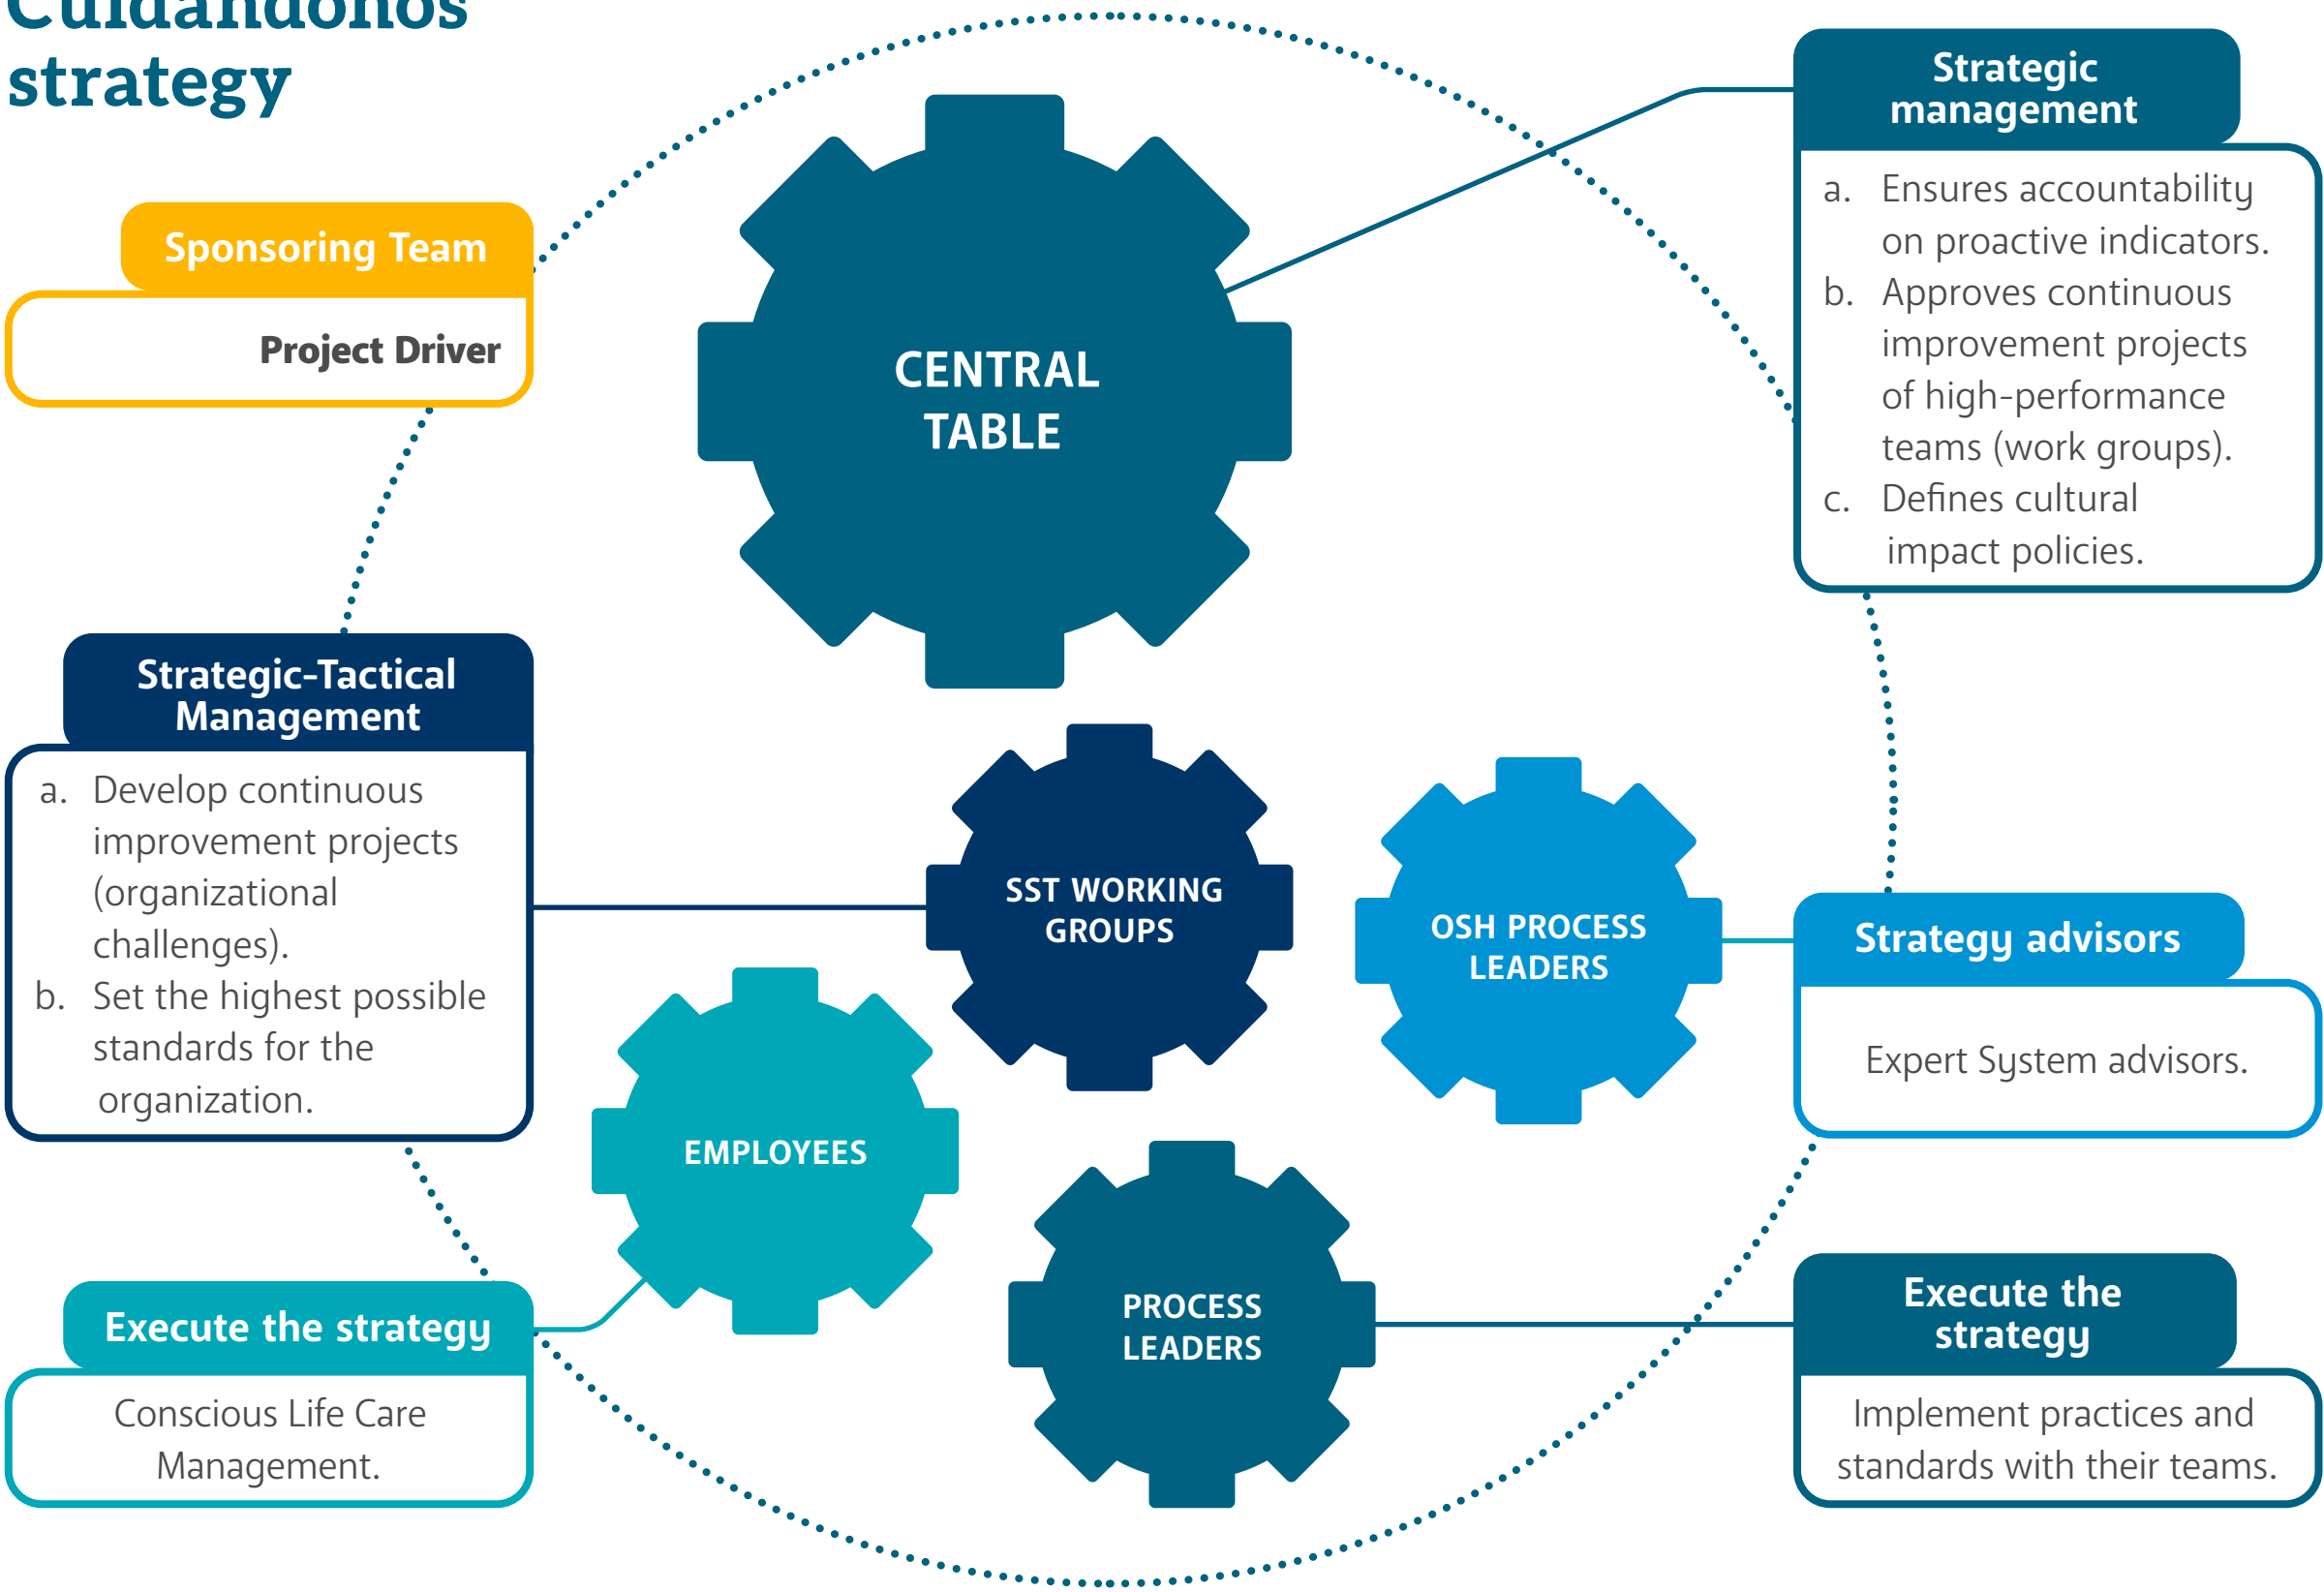 Cuidándonos
strategy
Sponsoring Team
Project Driver
CENTRAL
TABLE
Strategic
management
a. Ensures accountability
on proactive indicators.
b. Approves continuous
improvement projects
of high-performance
teams (work groups).
c. Defines cultural
impact policies.
Strategic-Tactical
Management
a. Develop continuous
improvement projects
(organizational
challenges).
b. Set the highest possible
standards for the
organization.
SST WORKING
GROUPS
OSH PROCESS
LEADERS
Strategy advisors
Expert System advisors.
EMPLOYEES
PROCESS
LEADERS
Execute the strategy
Conscious Life Care
Management.
Execute the
strategy
Implement practices and
standards with their teams.